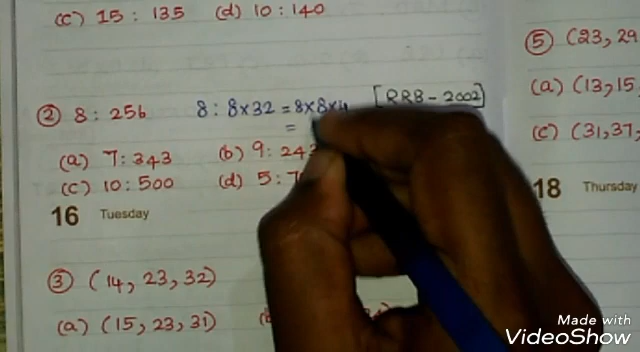 (c) 15 : 135 (d) 10 : 140
② 8 : 256 8 : 8×32 = 8×8×4 [RRB - 2002]
=
(a) 7 : 343 (b) 9 : 243
(c) 10 : 500 (d) 5 :
16 Tuesday
③ (14, 23, 32)
(a) (15, 23, 31)
⑤ (23, 29
(a) (13, 15,
(c) (31, 37,
18 Thursday
Made with
VideoShow